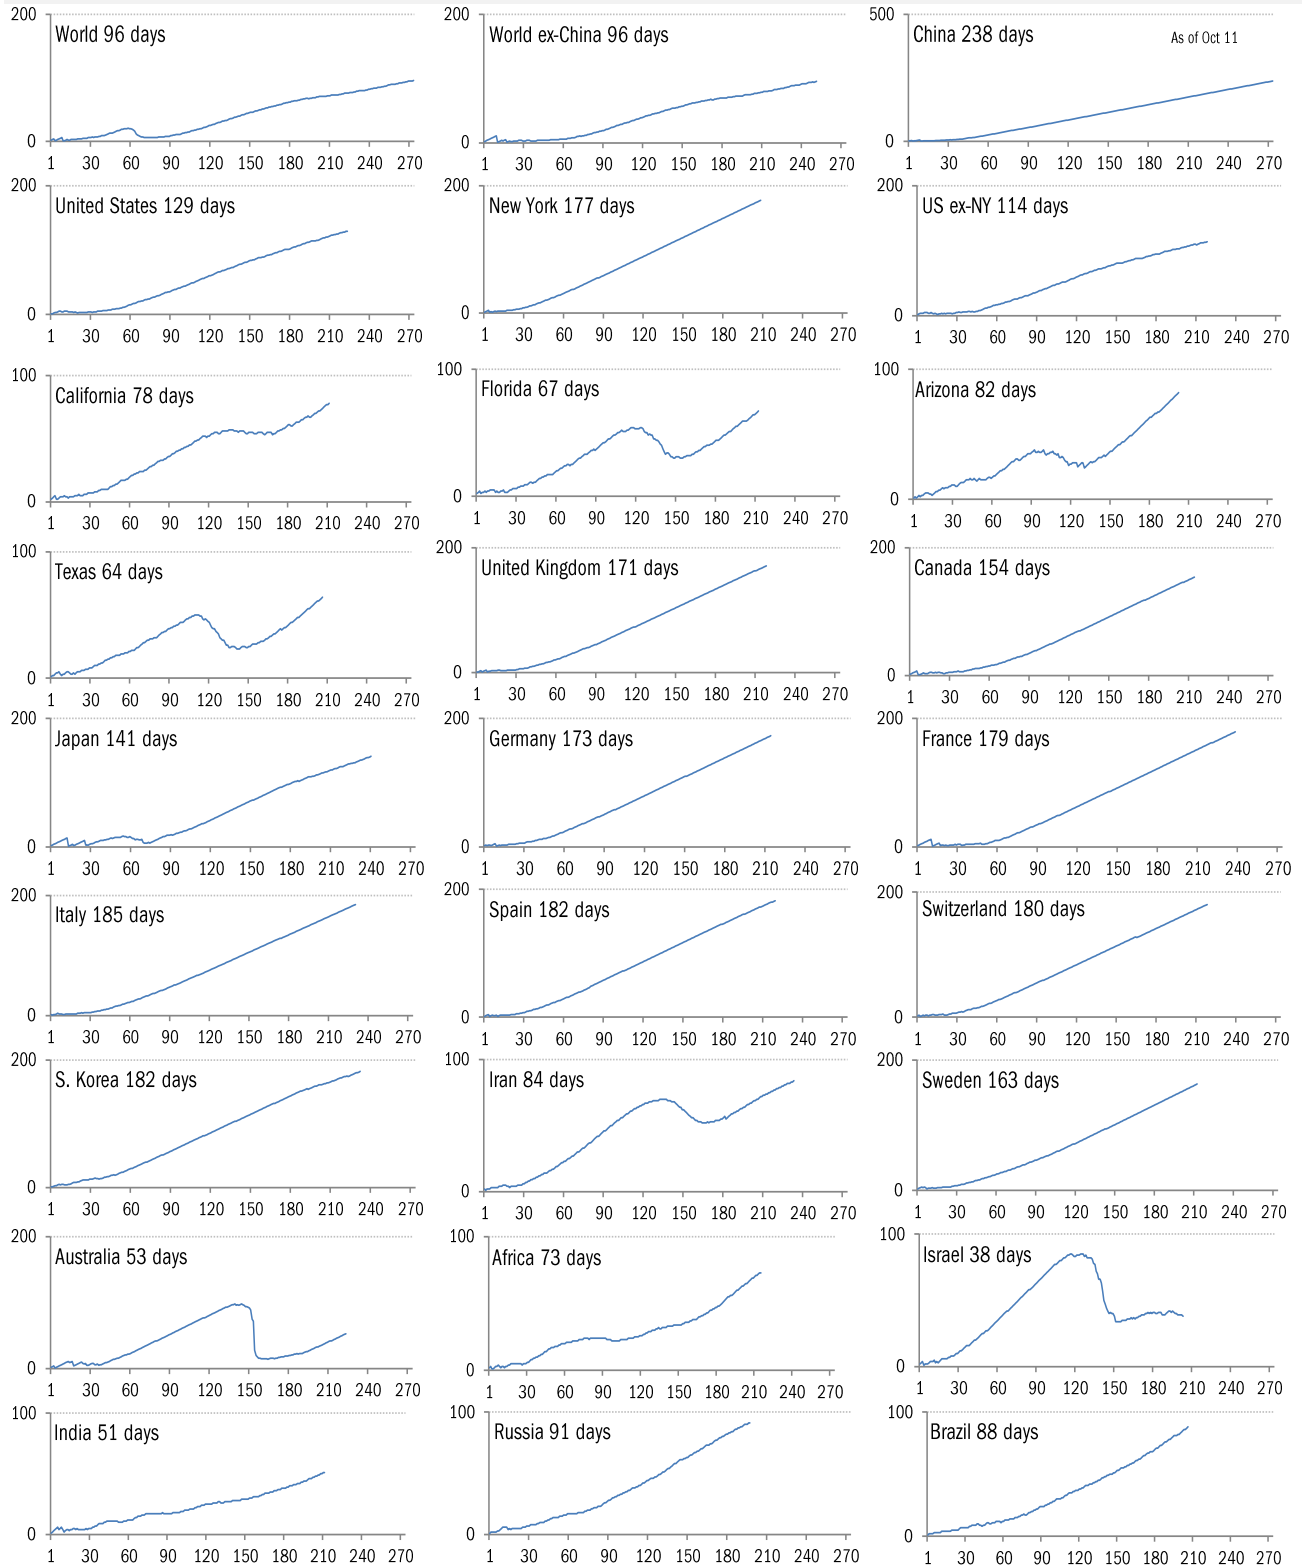 200 200 500
World 96 days World ex-China 96 days China 238 days As of Oct 11
0 0 0
1 30 60 90 120 150 180 210 240 270 1 30 60 90 120 150 180 210 240 270 1 30 60 90 120 150 180 210 240 270
200 200 200
United States 129 days New York 177 days US ex-NY 114 days
0 0 0
1 30 60 90 120 150 180 210 240 270 1 30 60 90 120 150 180 210 240 270 1 30 60 90 120 150 180 210 240 270
100 100 100
California 78 days Florida 67 days Arizona 82 days
0 0 0
1 30 60 90 120 150 180 210 240 270 1 30 60 90 120 150 180 210 240 270 1 30 60 90 120 150 180 210 240 270
100 200 200
Texas 64 days United Kingdom 171 days Canada 154 days
0 0 0
1 30 60 90 120 150 180 210 240 270 1 30 60 90 120 150 180 210 240 270 1 30 60 90 120 150 180 210 240 270
200 200 200
Japan 141 days Germany 173 days France 179 days
0 0 0
1 30 60 90 120 150 180 210 240 270 1 30 60 90 120 150 180 210 240 270 1 30 60 90 120 150 180 210 240 270
200 200 200
Italy 185 days Spain 182 days Switzerland 180 days
0 0 0
1 30 60 90 120 150 180 210 240 270 1 30 60 90 120 150 180 210 240 270 1 30 60 90 120 150 180 210 240 270
200 100 200
S. Korea 182 days Iran 84 days Sweden 163 days
0 0 0
1 30 60 90 120 150 180 210 240 270 1 30 60 90 120 150 180 210 240 270 1 30 60 90 120 150 180 210 240 270
200 100 100
Australia 53 days Africa 73 days Israel 38 days
0 0 0
1 30 60 90 120 150 180 210 240 270 1 30 60 90 120 150 180 210 240 270 1 30 60 90 120 150 180 210 240 270
100 100 100
India 51 days Russia 91 days Brazil 88 days
0 0 0
1 30 60 90 120 150 180 210 240 270 1 30 60 90 120 150 180 210 240 270 1 30 60 90 120 150 180 210 240 270